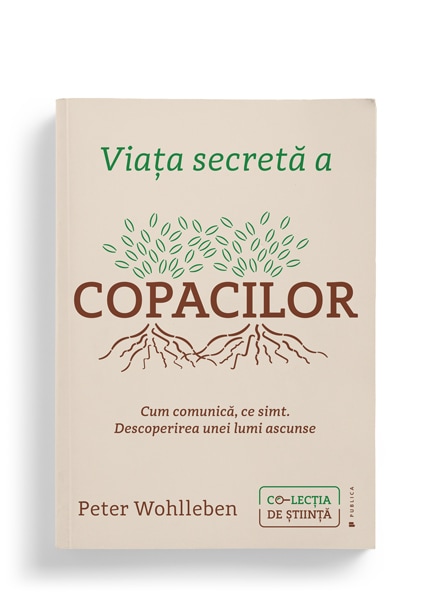 Viața secretă a
COPACILOR
Cum comunică, ce simt.
Descoperirea unei lumi ascunse
Peter Wohlleben
CO-LECȚIA
DE ȘTIINȚĂ
PUBLICA